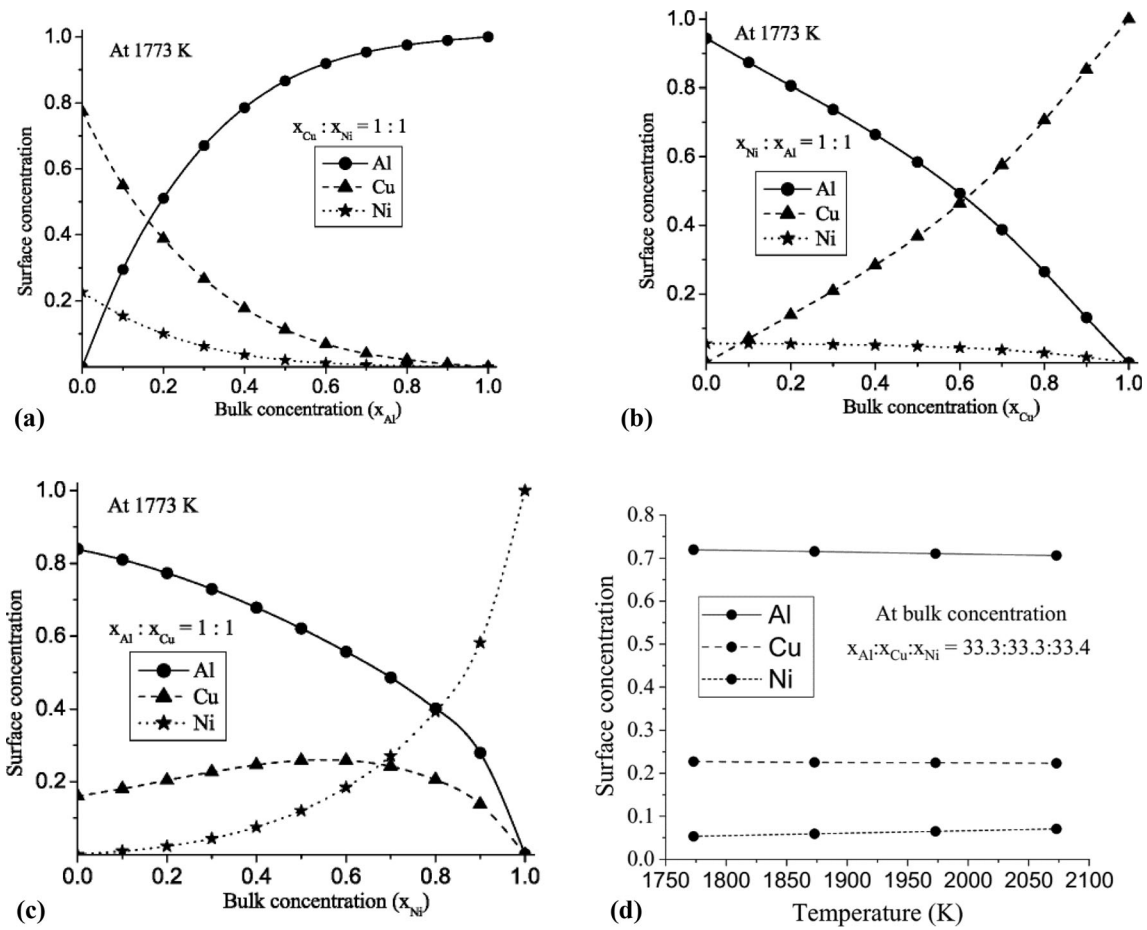 At 1773 K
x_Cu : x_Ni = 1 : 1
Al
Cu
Ni
Surface concentration
1.0
0.8
0.6
0.4
0.2
0.0 0.2 0.4 0.6 0.8 1.0
Bulk concentration (x_Al)
(a)
At 1773 K
x_Ni : x_Al = 1 : 1
Al
Cu
Ni
Surface concentration
1.0
0.8
0.6
0.4
0.2
0.0 0.2 0.4 0.6 0.8 1.0
Bulk concentration (x_Cu)
(b)
At 1773 K
x_Al : x_Cu = 1 : 1
Al
Cu
Ni
Surface concentration
1.0
0.8
0.6
0.4
0.2
0.0 0.2 0.4 0.6 0.8 1.0
Bulk concentration (x_Ni)
(c)
Al
Cu
Ni
At bulk concentration
x_Al:x_Cu:x_Ni = 33.3:33.3:33.4
Surface concentration
0.8
0.7
0.6
0.5
0.4
0.3
0.2
0.1
0.0
1750 1800 1850 1900 1950 2000 2050 2100
Temperature (K)
(d)